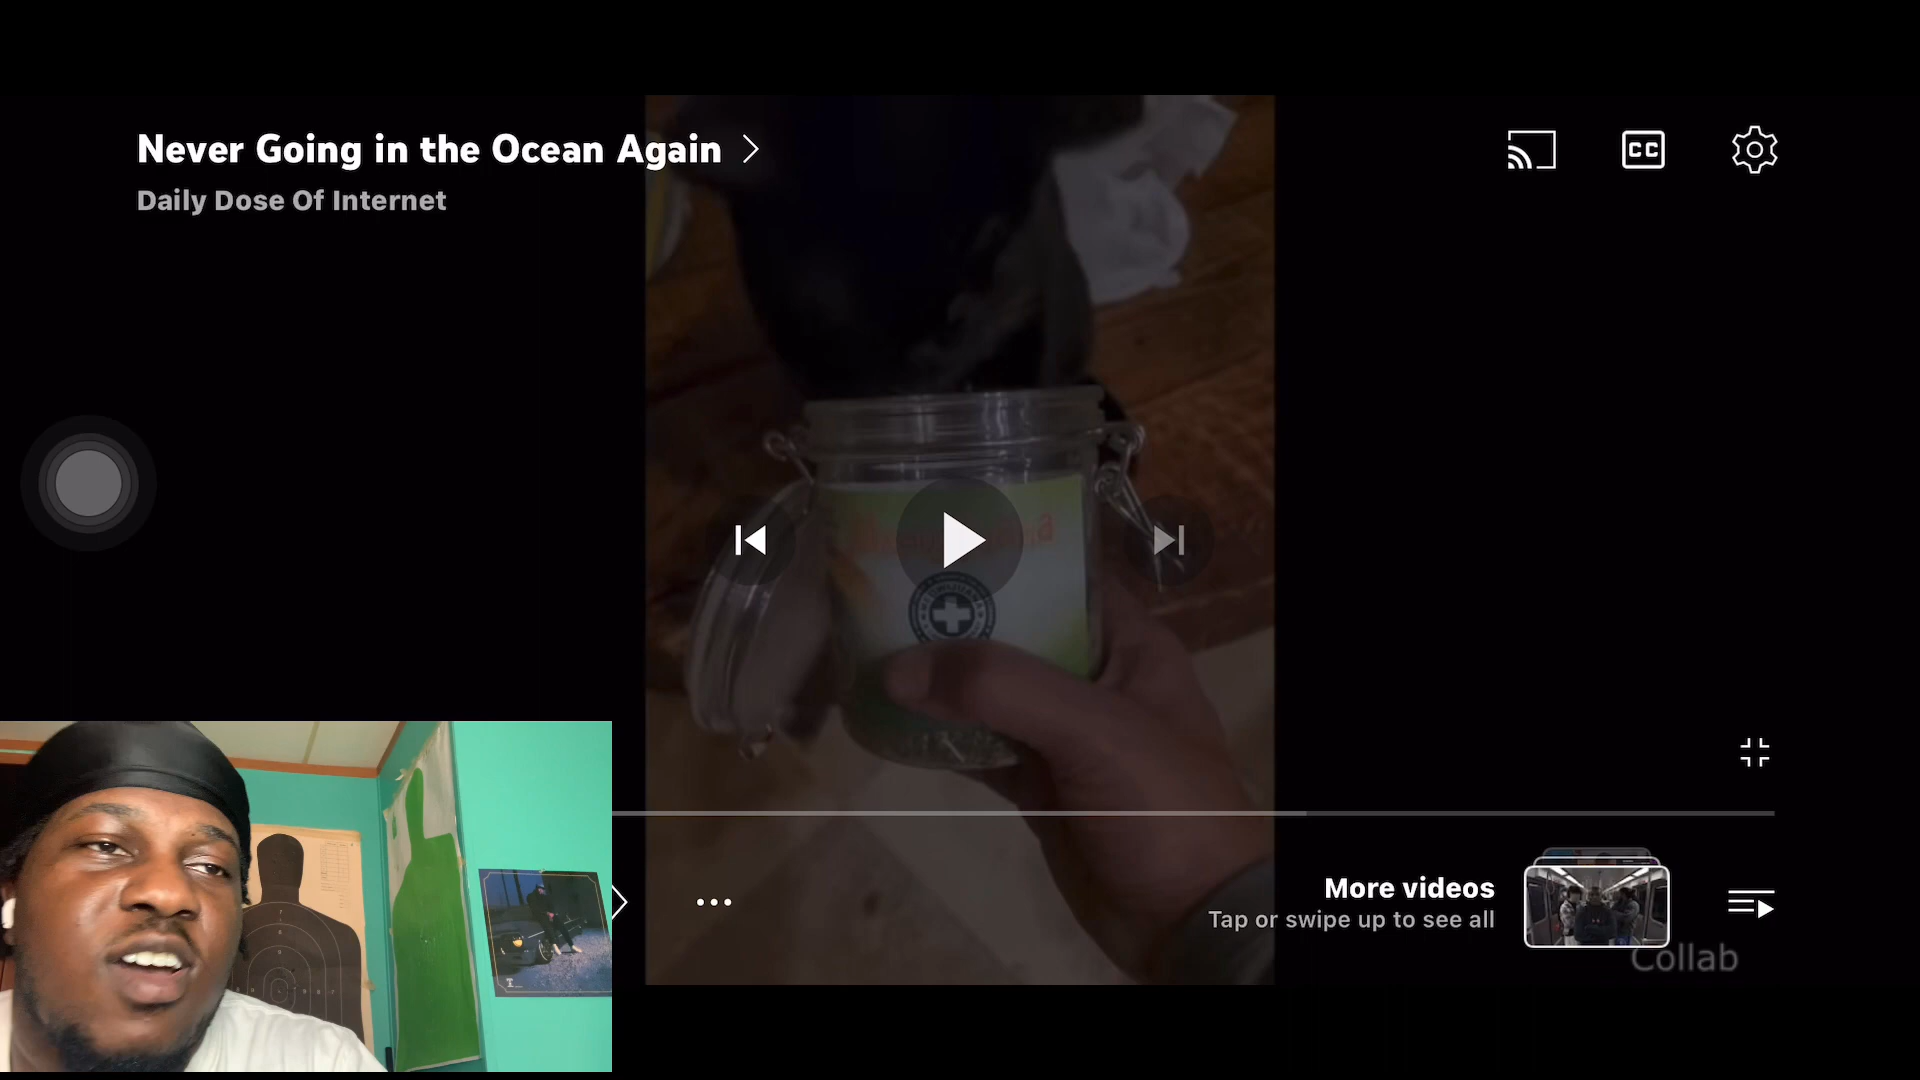 Never Going in the Ocean Again
Daily Dose Of Internet
CC
More videos
Tap or swipe up to see all
Collab